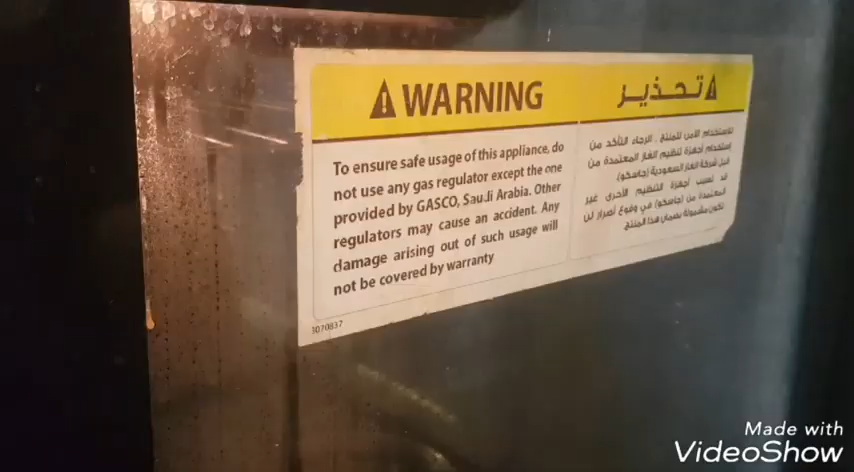 WARNING
To ensure safe usage of this appliance, do
not use any gas regulator except the one
provided by GASCO, Saudi Arabia. Other
regulators may cause an accident. Any
damage arising out of such usage will
not be covered by warranty
3070837
تحذير
للاستخدام الآمن للمنتج . الرجاء التأكد من
إستخدام أجهزة تنظيم الغاز المعتمدة من
قبل شركة الغاز السعودية (جاسكو)
قد تسبب أجهزة التنظيم الأخرى غير
المعتمدة من (جاسكو) في وقوع أضرار لن
تكون مشمولة بضمان هذا المنتج
Made with
VideoShow